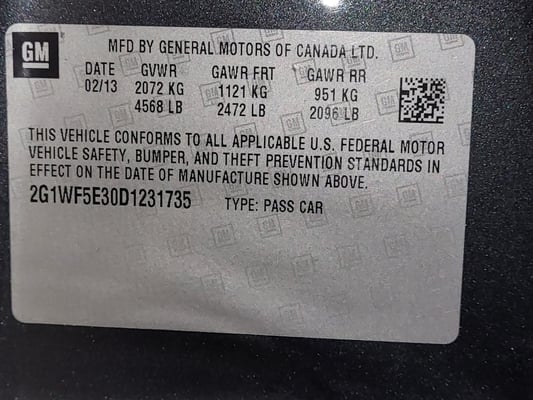 GM
MFD BY GENERAL MOTORS OF CANADA LTD.
DATE GVWR GAWR FRT GAWR RR
02/13 2072 KG 1121 KG 951 KG
4568 LB 2472 LB 2096 LB
THIS VEHICLE CONFORMS TO ALL APPLICABLE U.S. FEDERAL MOTOR
VEHICLE SAFETY, BUMPER, AND THEFT PREVENTION STANDARDS IN
EFFECT ON THE DATE OF MANUFACTURE SHOWN ABOVE.
2G1WF5E30D1231735 TYPE: PASS CAR